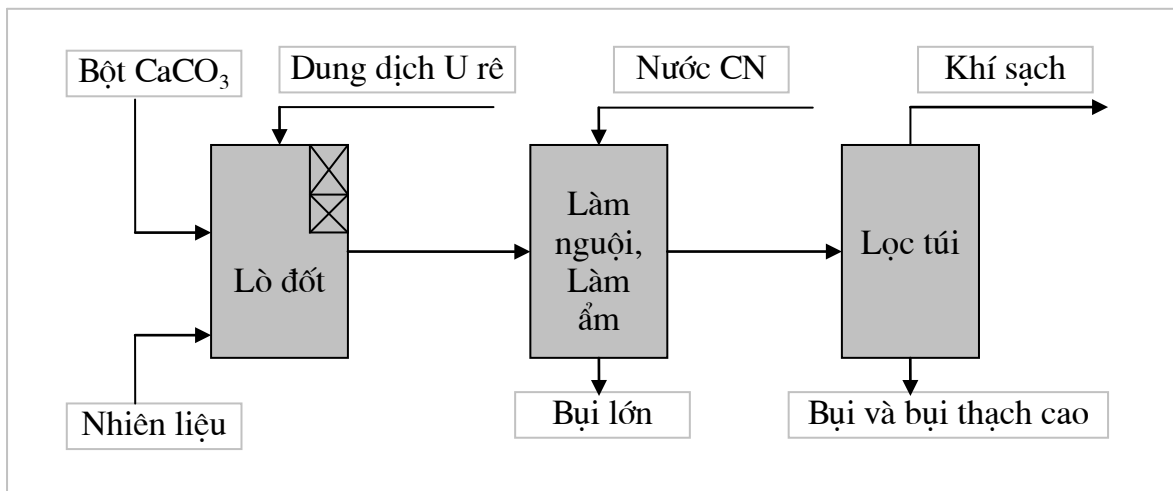 Bột CaCO₃
Dung dịch U rê
Nước CN
Khí sạch
Lò đốt
Làm
nguội,
Làm
ẩm
Lọc túi
Nhiên liệu
Bụi lớn
Bụi và bụi thạch cao